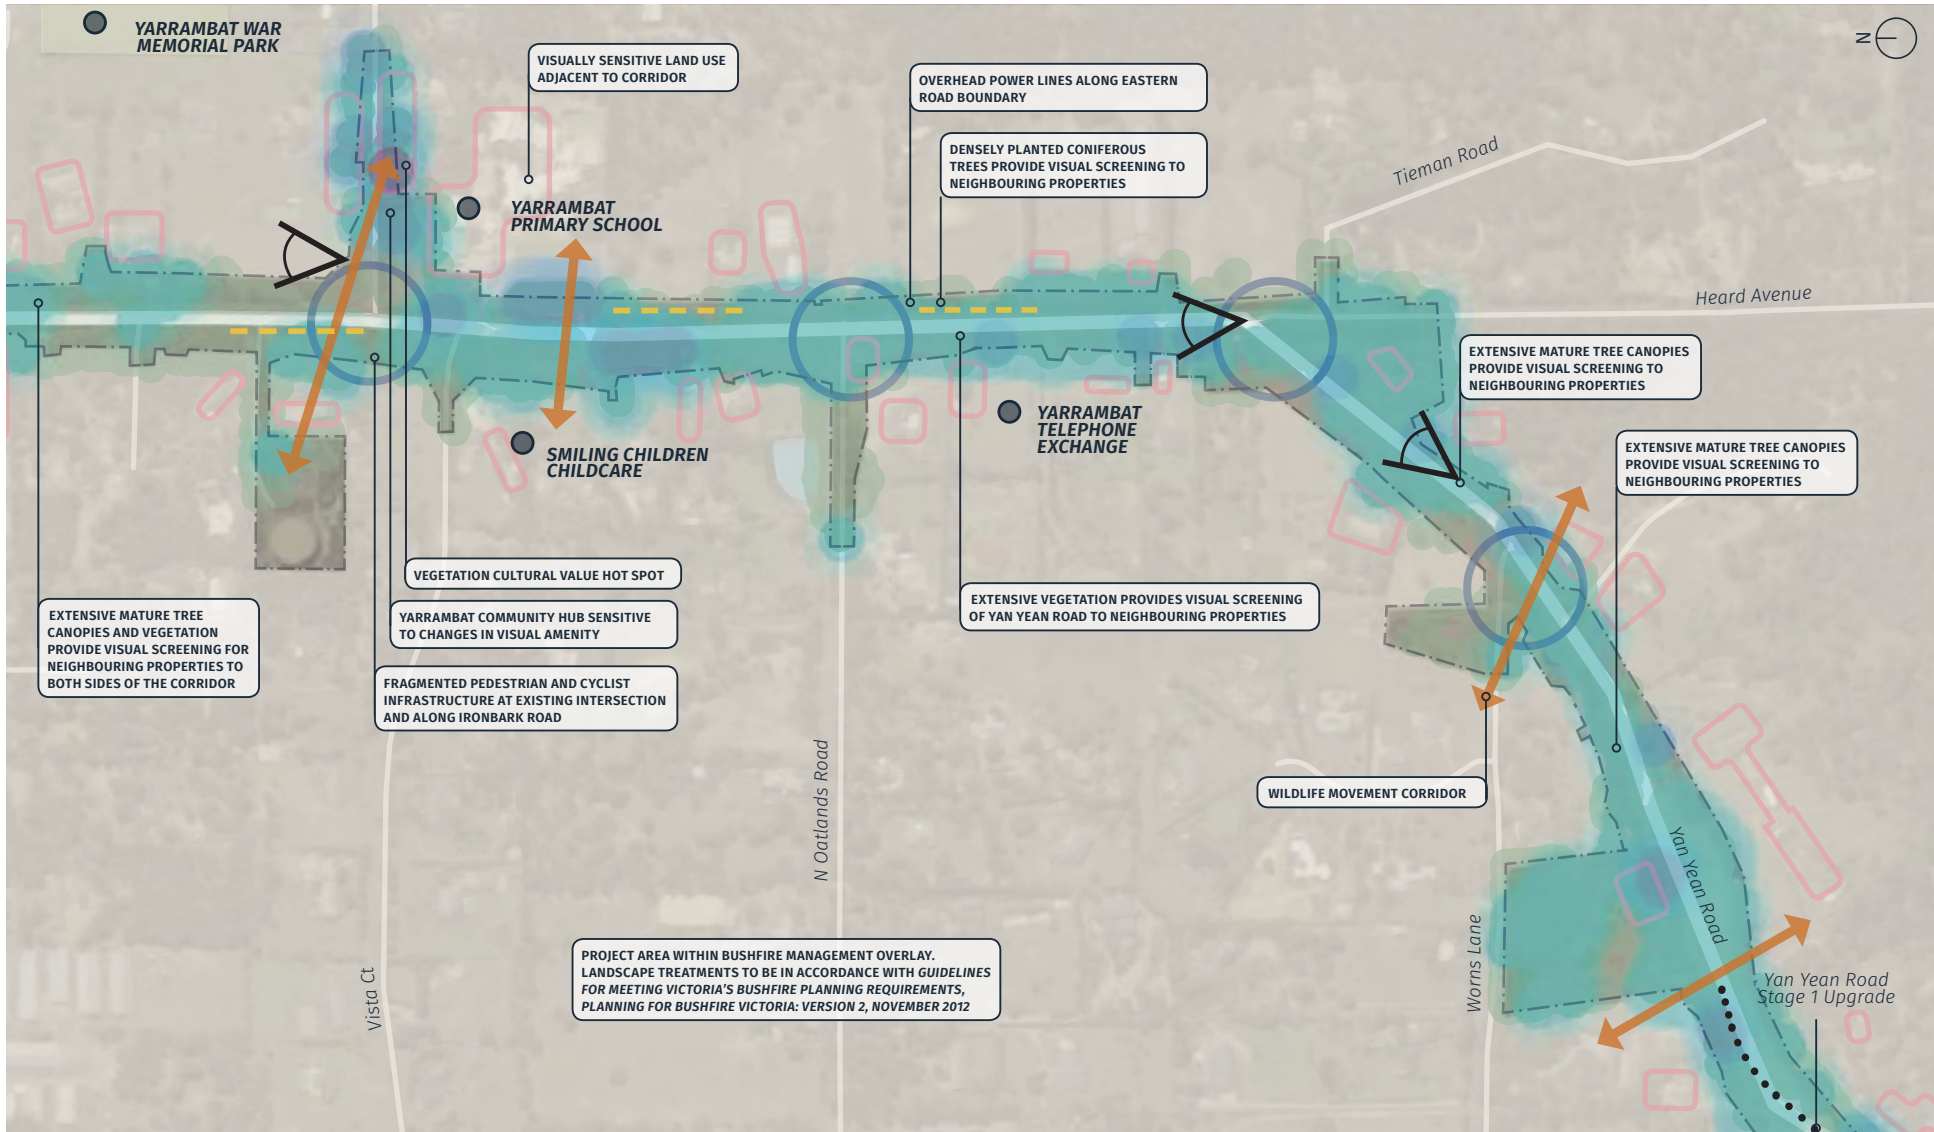 YARRAMBAT WAR
MEMORIAL PARK
N
VISUALLY SENSITIVE LAND USE
ADJACENT TO CORRIDOR
OVERHEAD POWER LINES ALONG EASTERN
ROAD BOUNDARY
DENSELY PLANTED CONIFEROUS
TREES PROVIDE VISUAL SCREENING TO
NEIGHBOURING PROPERTIES
Tieman Road
YARRAMBAT
PRIMARY SCHOOL
Heard Avenue
EXTENSIVE MATURE TREE CANOPIES
PROVIDE VISUAL SCREENING TO
NEIGHBOURING PROPERTIES
YARRAMBAT
TELEPHONE
EXCHANGE
SMILING CHILDREN
CHILDCARE
EXTENSIVE MATURE TREE CANOPIES
PROVIDE VISUAL SCREENING TO
NEIGHBOURING PROPERTIES
VEGETATION CULTURAL VALUE HOT SPOT
EXTENSIVE MATURE TREE
CANOPIES AND VEGETATION
PROVIDE VISUAL SCREENING FOR
NEIGHBOURING PROPERTIES TO
BOTH SIDES OF THE CORRIDOR
YARRAMBAT COMMUNITY HUB SENSITIVE
TO CHANGES IN VISUAL AMENITY
EXTENSIVE VEGETATION PROVIDES VISUAL SCREENING
OF YAN YEAN ROAD TO NEIGHBOURING PROPERTIES
FRAGMENTED PEDESTRIAN AND CYCLIST
INFRASTRUCTURE AT EXISTING INTERSECTION
AND ALONG IRONBARK ROAD
N Oatlands Road
WILDLIFE MOVEMENT CORRIDOR
Yan Yean Road
Vista Ct
PROJECT AREA WITHIN BUSHFIRE MANAGEMENT OVERLAY.
LANDSCAPE TREATMENTS TO BE IN ACCORDANCE WITH GUIDELINES
FOR MEETING VICTORIA'S BUSHFIRE PLANNING REQUIREMENTS,
PLANNING FOR BUSHFIRE VICTORIA: VERSION 2, NOVEMBER 2012
Worns Lane
Yan Yean Road
Stage 1 Upgrade